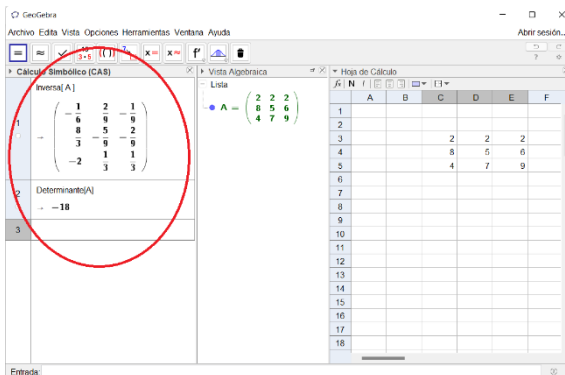 GeoGebra
Archivo Edita Vista Opciones Herramientas Ventana Ayuda Abrir sesión...
= ≈ ✓ 3·5 (( )) 7 x = x ≈ f'
Cálculo Simbólico (CAS)
1
Inversa[ A ]
→ ( -1/6 2/9 -1/9
8/3 -5/9 -2/9
-2 1/3 1/3 )
2
Determinante[A]
→ -18
3
Vista Algebraica
Lista
A = ( 2 2 2
8 5 6
4 7 9 )
Hoja de Cálculo
fx N I
A B C D E F
1
2
3 2 2 2
4 8 5 6
5 4 7 9
6
7
8
9
10
11
12
13
14
15
16
17
18
Entrada: